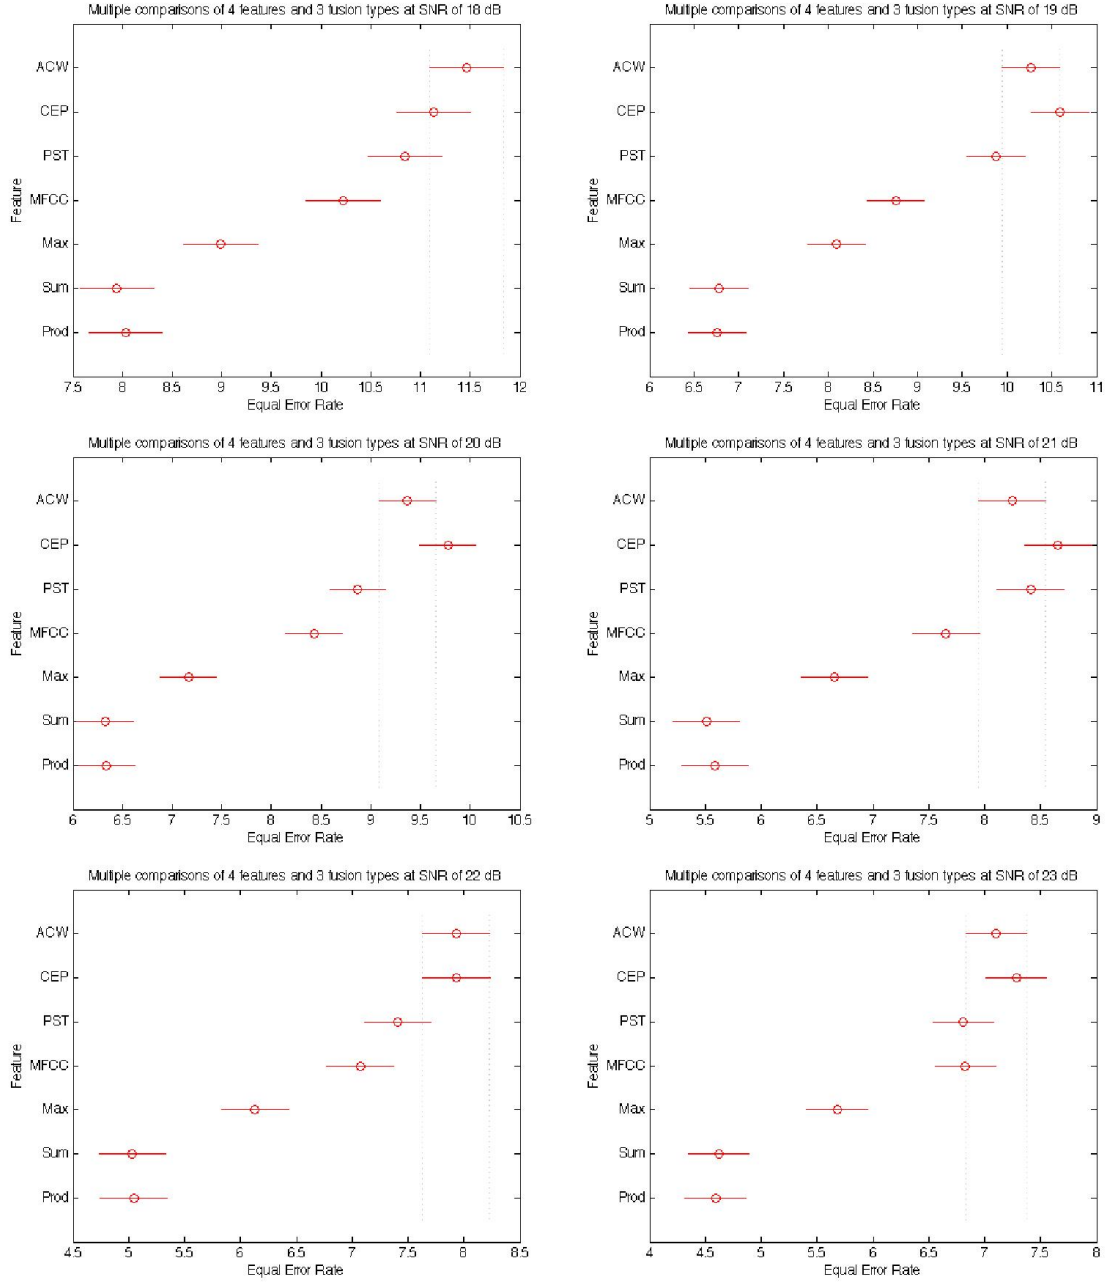 Multiple comparisons of 4 features and 3 fusion types at SNR of 18 dB
ACW
CEP
PST
MFCC
Max
Sum
Prod
Feature
7.5 8 8.5 9 9.5 10 10.5 11 11.5 12
Equal Error Rate
Multiple comparisons of 4 features and 3 fusion types at SNR of 19 dB
ACW
CEP
PST
MFCC
Max
Sum
Prod
Feature
6 6.5 7 7.5 8 8.5 9 9.5 10 10.5 11
Equal Error Rate
Multiple comparisons of 4 features and 3 fusion types at SNR of 20 dB
ACW
CEP
PST
MFCC
Max
Sum
Prod
Feature
6 6.5 7 7.5 8 8.5 9 9.5 10 10.5
Equal Error Rate
Multiple comparisons of 4 features and 3 fusion types at SNR of 21 dB
ACW
CEP
PST
MFCC
Max
Sum
Prod
Feature
5 5.5 6 6.5 7 7.5 8 8.5 9
Equal Error Rate
Multiple comparisons of 4 features and 3 fusion types at SNR of 22 dB
ACW
CEP
PST
MFCC
Max
Sum
Prod
Feature
4.5 5 5.5 6 6.5 7 7.5 8 8.5
Equal Error Rate
Multiple comparisons of 4 features and 3 fusion types at SNR of 23 dB
ACW
CEP
PST
MFCC
Max
Sum
Prod
Feature
4 4.5 5 5.5 6 6.5 7 7.5 8
Equal Error Rate